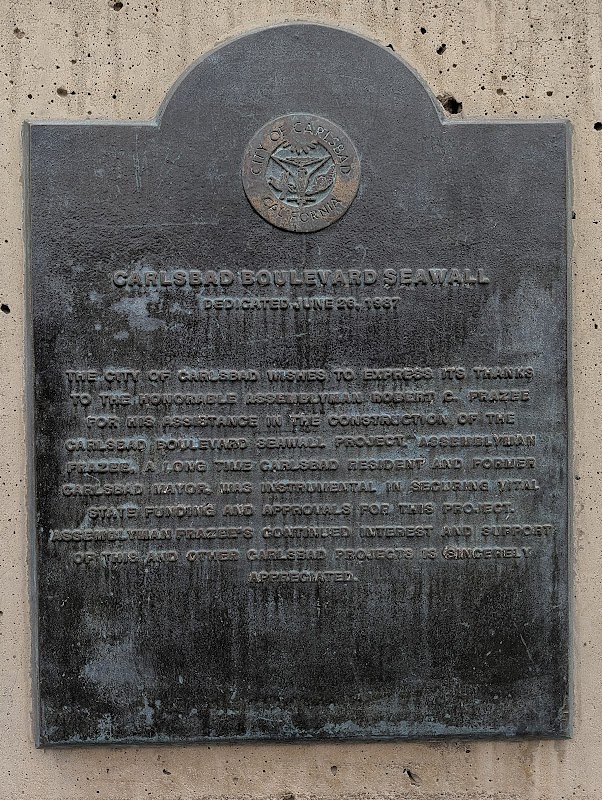 CITY OF CARLSBAD
CALIFORNIA
CARLSBAD BOULEVARD SEAWALL
DEDICATED JUNE 26, 1987
THE CITY OF CARLSBAD WISHES TO EXPRESS ITS THANKS
TO THE HONORABLE ASSEMBLYMAN ROBERT C. FRAZEE
FOR HIS ASSISTANCE IN THE CONSTRUCTION OF THE
CARLSBAD BOULEVARD SEAWALL PROJECT. ASSEMBLYMAN
FRAZEE, A LONG TIME CARLSBAD RESIDENT AND FORMER
CARLSBAD MAYOR, WAS INSTRUMENTAL IN SECURING VITAL
STATE FUNDING AND APPROVALS FOR THIS PROJECT.
ASSEMBLYMAN FRAZEE'S CONTINUED INTEREST AND SUPPORT
OF THIS AND OTHER CARLSBAD PROJECTS IS SINCERELY
APPRECIATED.